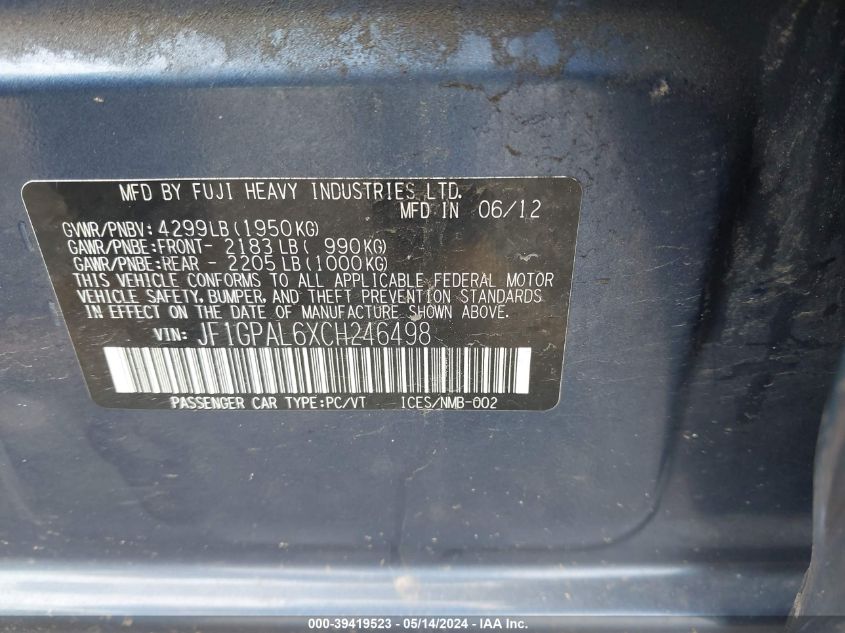 MFD BY FUJI HEAVY INDUSTRIES LTD.
MFD IN 06/12
GVWR/PNBV: 4299LB (1950KG)
GAWR/PNBE: FRONT- 2183 LB ( 990KG)
GAWR/PNBE: REAR - 2205 LB (1000KG)
THIS VEHICLE CONFORMS TO ALL APPLICABLE FEDERAL MOTOR
VEHICLE SAFETY, BUMPER, AND THEFT PREVENTION STANDARDS
IN EFFECT ON THE DATE OF MANUFACTURE SHOWN ABOVE.
VIN: JF1GPAL6XCH246498
PASSENGER CAR TYPE:PC/VT ICES/NMB-002
000-39419523 - 05/14/2024 - IAA Inc.